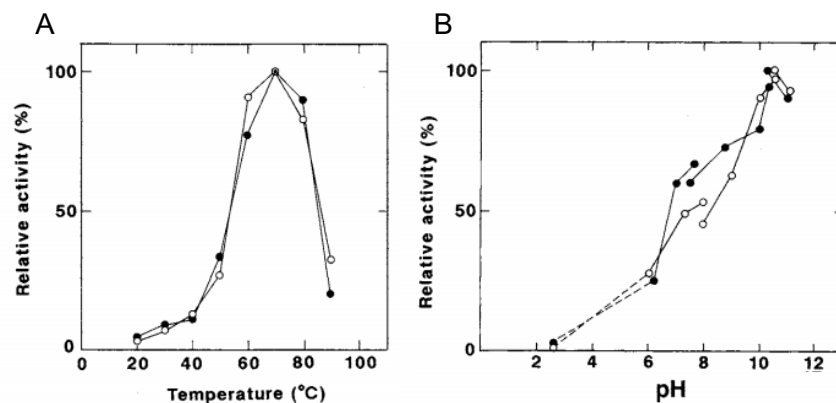 A
B
Relative activity (%)
100
50
0
0 20 40 60 80 100
Temperature (°C)
Relative activity (%)
100
50
0
2 4 6 8 10 12
pH